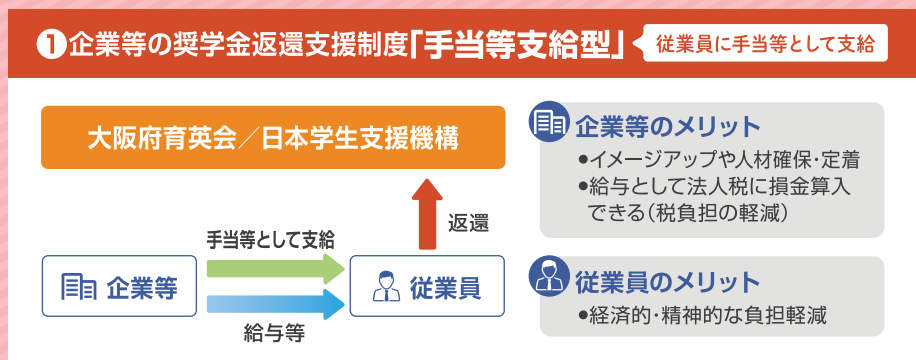 ❶企業等の奨学金返還支援制度「手当等支給型」
従業員に手当等として支給
大阪府育英会／日本学生支援機構
返還
手当等として支給
企業等
従業員
給与等
企業等のメリット
●イメージアップや人材確保・定着
●給与として法人税に損金算入
できる（税負担の軽減）
従業員のメリット
●経済的・精神的な負担軽減